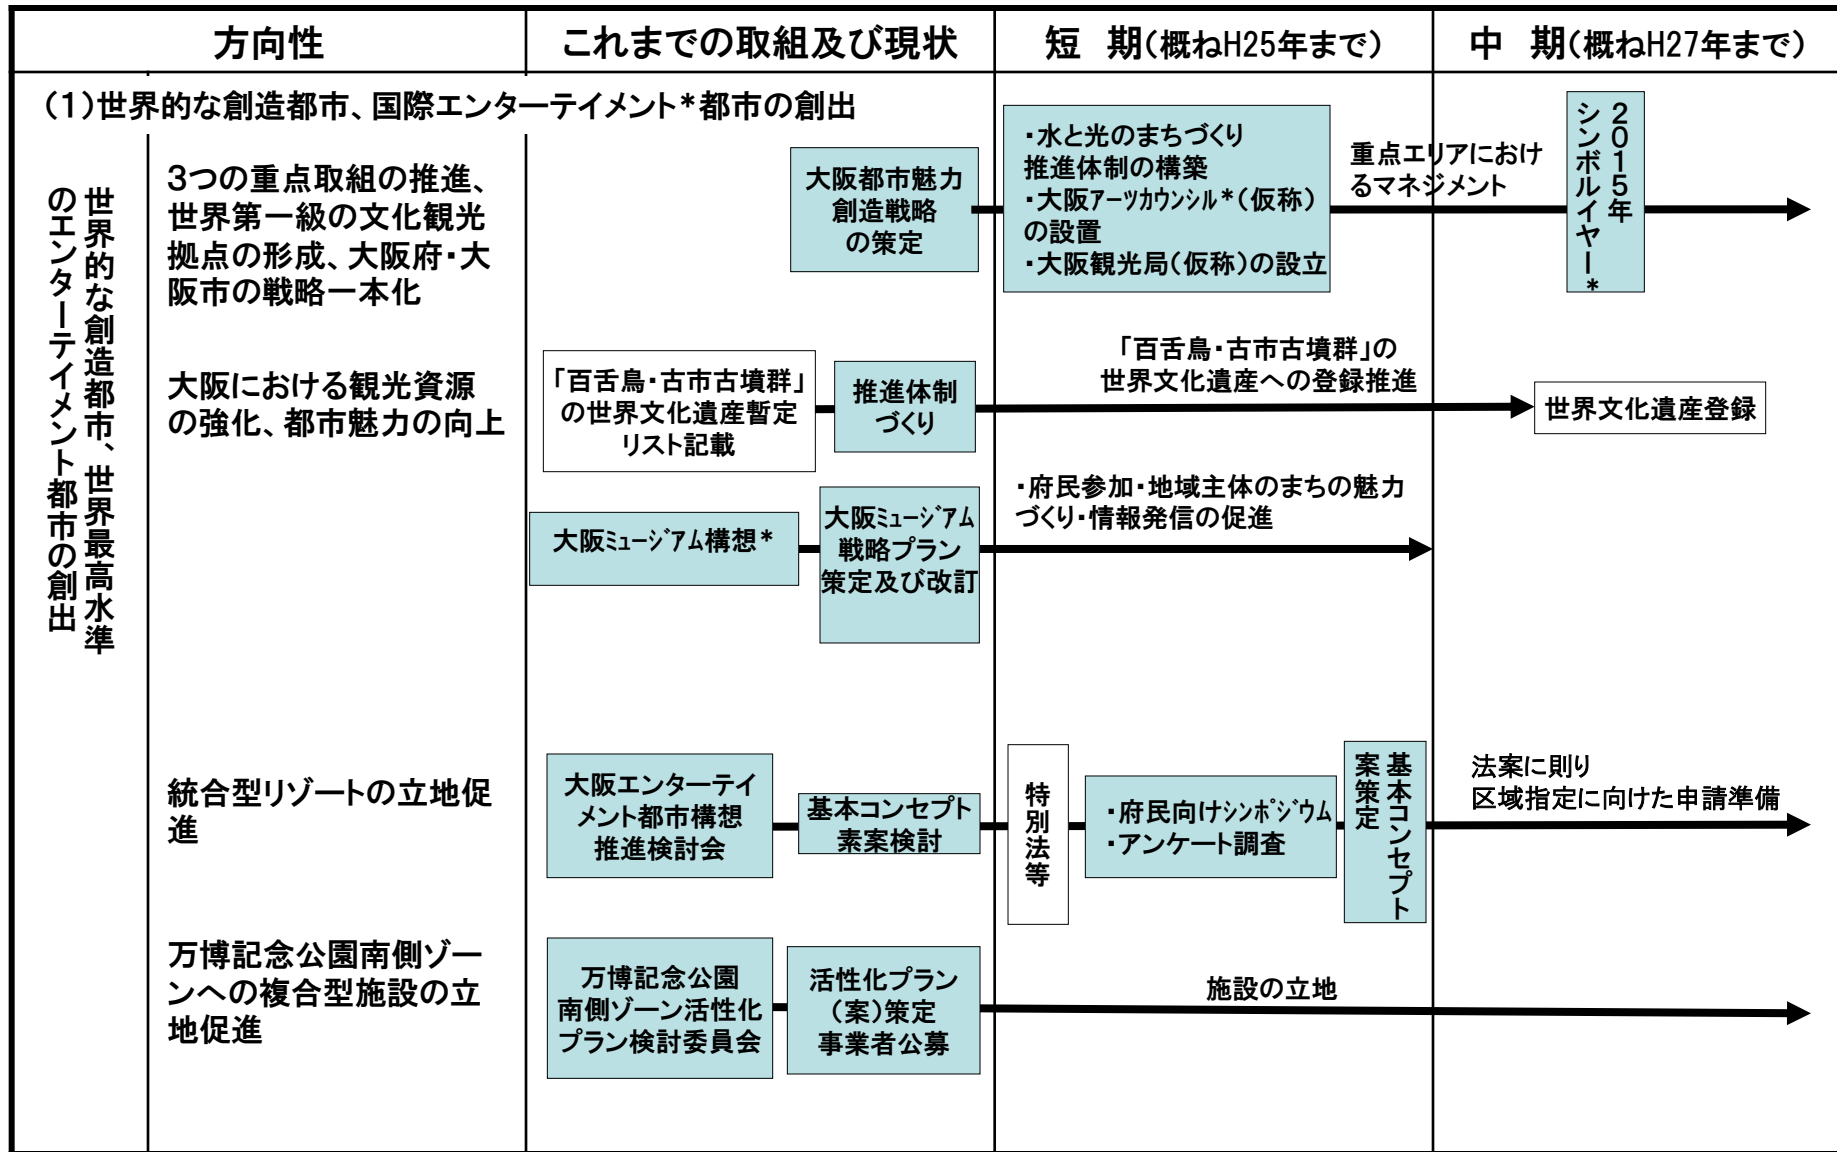 方向性
これまでの取組及び現状
短　期(概ねH25年まで)
中　期(概ねH27年まで)
(1)世界的な創造都市、国際エンターテイメント*都市の創出
世界的な創造都市、世界最高水準
のエンターテイメント都市の創出
3つの重点取組の推進、
世界第一級の文化観光
拠点の形成、大阪府・大
阪市の戦略一本化
大阪都市魅力
創造戦略
の策定
・水と光のまちづくり
推進体制の構築
・大阪アーツカウンシル*(仮称)
の設置
・大阪観光局(仮称)の設立
重点エリアにおけ
るマネジメント
2015年
シンボルイヤー*
大阪における観光資源
の強化、都市魅力の向上
「百舌鳥・古市古墳群」
の世界文化遺産暫定
リスト記載
推進体制
づくり
「百舌鳥・古市古墳群」の
世界文化遺産への登録推進
世界文化遺産登録
大阪ﾐｭｰｼﾞｱﾑ構想*
大阪ﾐｭｰｼﾞｱﾑ
戦略プラン
策定及び改訂
・府民参加・地域主体のまちの魅力
づくり・情報発信の促進
統合型リゾートの立地促
進
大阪エンターテイ
メント都市構想
推進検討会
基本コンセプト
素案検討
特別法等
・府民向けｼﾝﾎﾟｼﾞｳﾑ
・アンケート調査
基本コンセプト
案策定
法案に則り
区域指定に向けた申請準備
万博記念公園南側ゾー
ンへの複合型施設の立
地促進
万博記念公園
南側ゾーン活性化
プラン検討委員会
活性化プラン
(案)策定
事業者公募
施設の立地